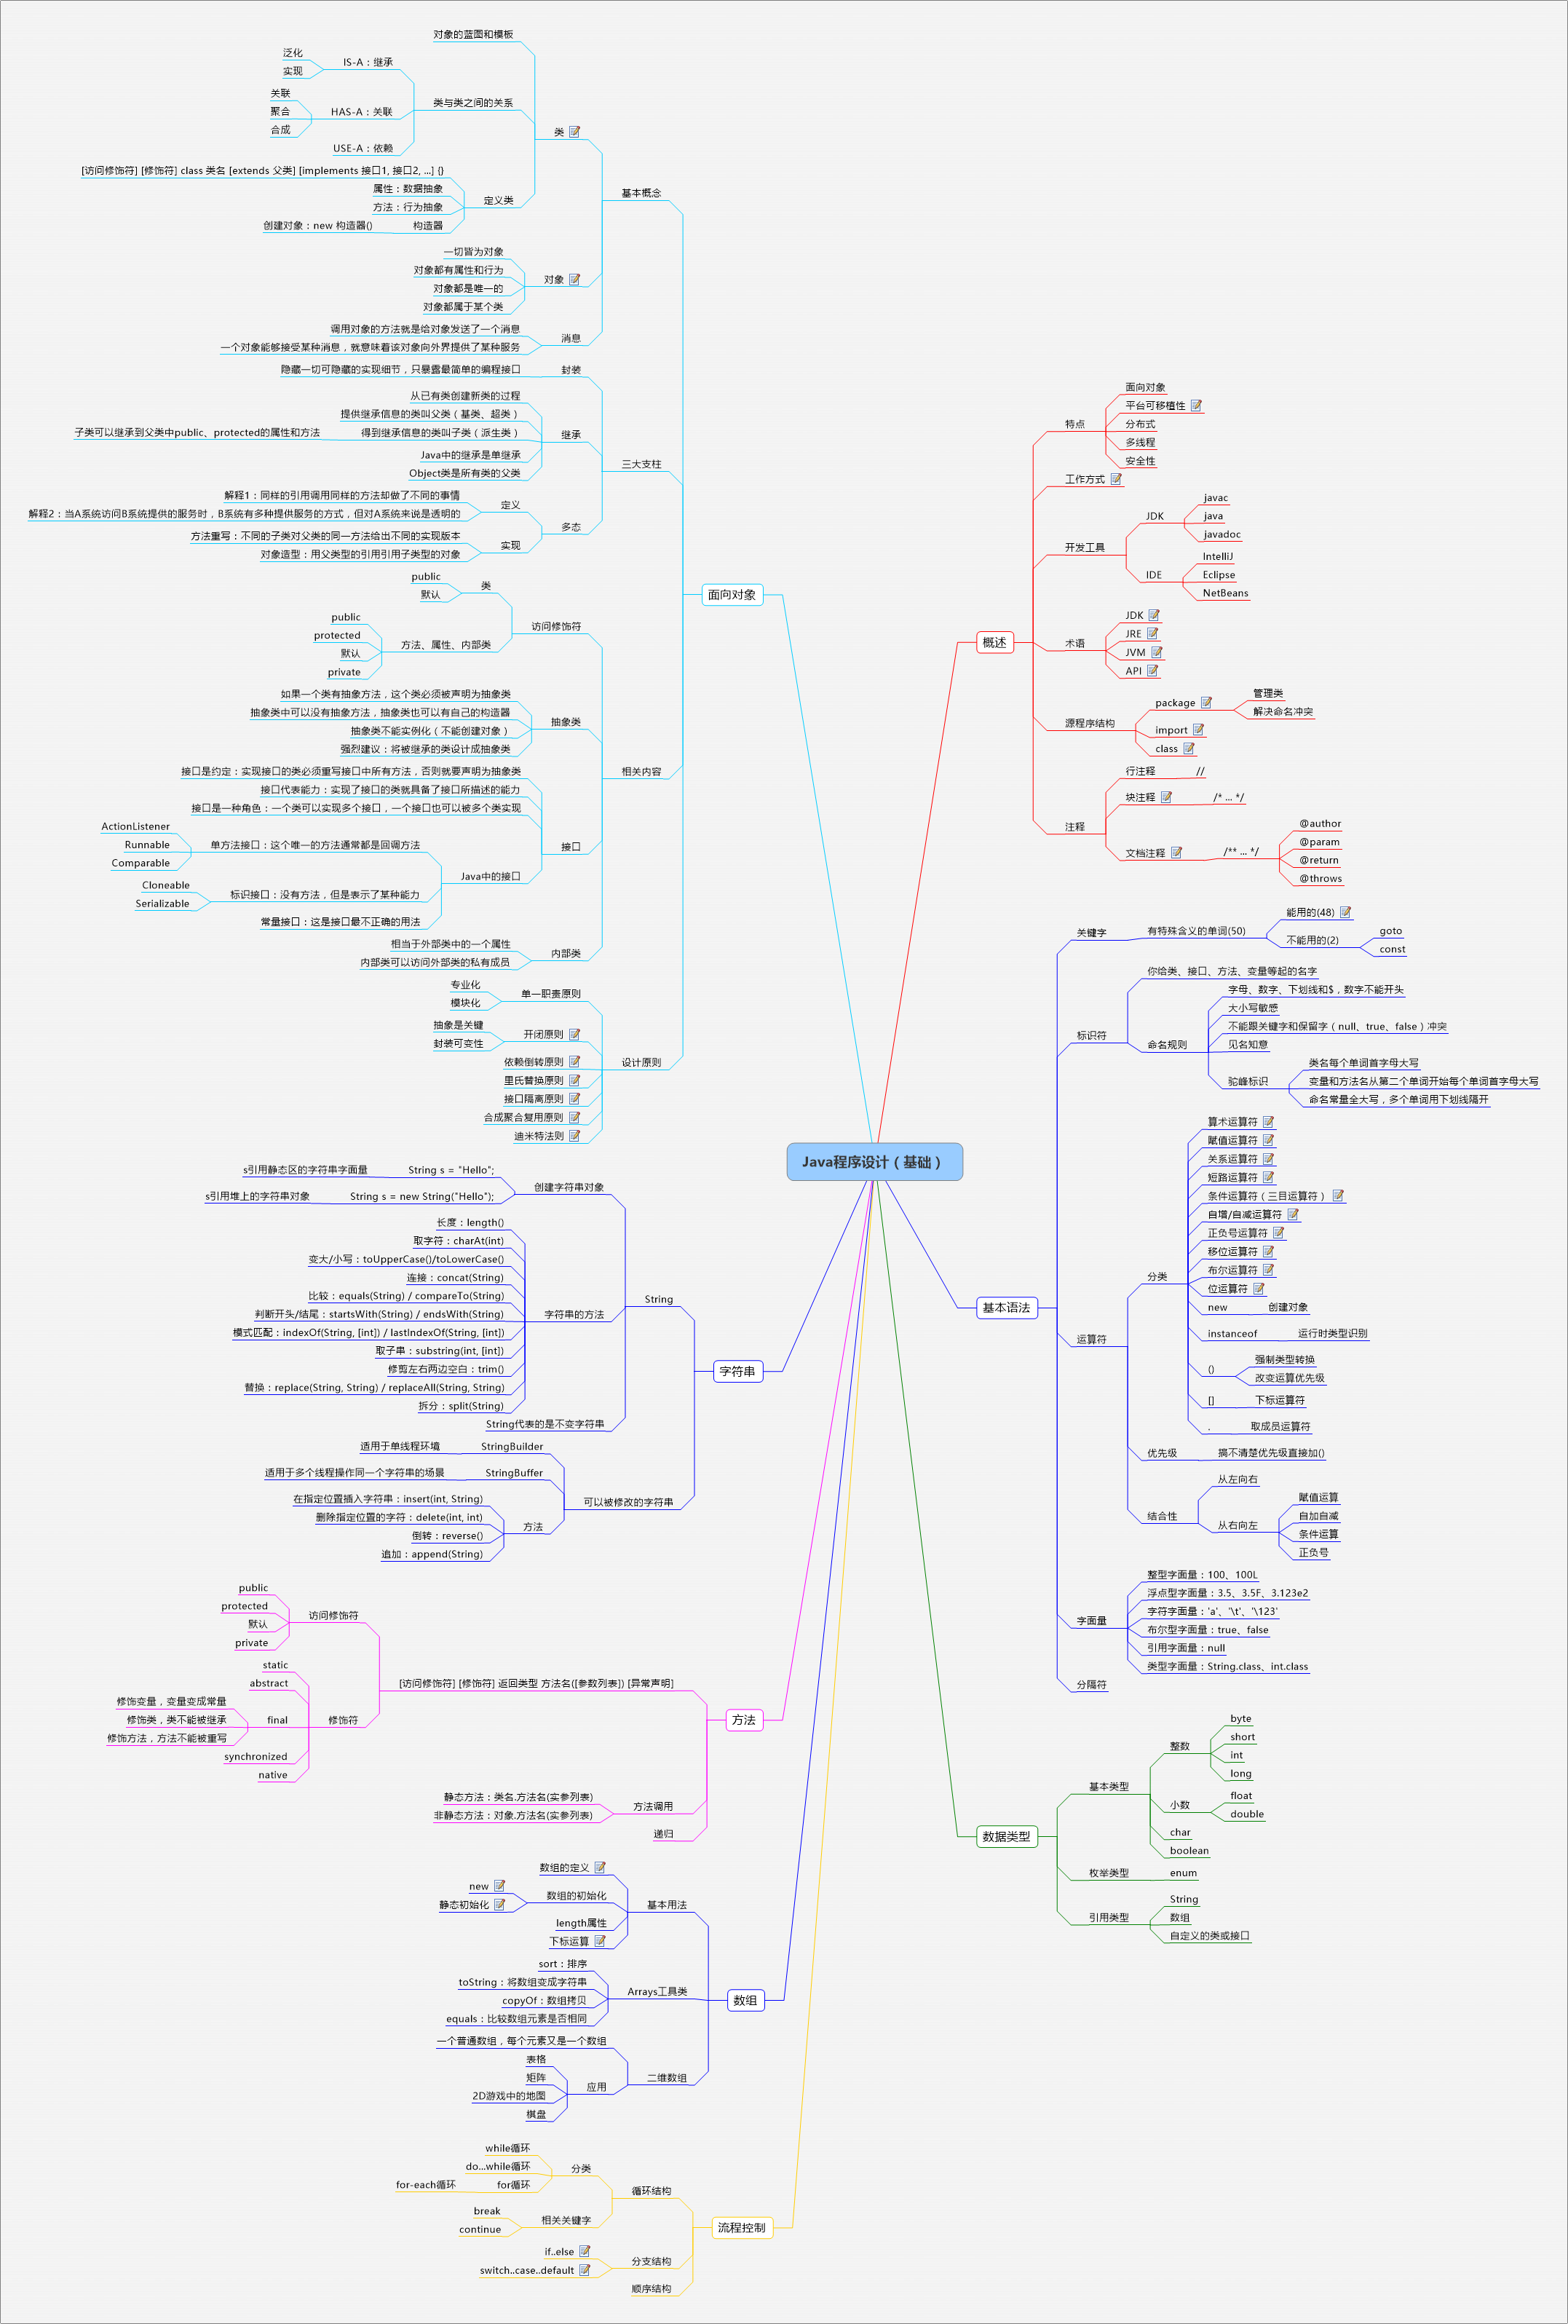 Java程序设计（基础）
概述
特点
面向对象
平台可移植性
分布式
多线程
安全性
工作方式
开发工具
JDK
javac
java
javadoc
IDE
IntelliJ
Eclipse
NetBeans
术语
JDK
JRE
JVM
API
源程序结构
package
管理类
解决命名冲突
import
class
注释
行注释
//
块注释
/* ... */
文档注释
/** ... */
@author
@param
@return
@throws
基本语法
关键字
有特殊含义的单词(50)
能用的(48)
不能用的(2)
goto
const
标识符
你给类、接口、方法、变量等起的名字
命名规则
字母、数字、下划线和$，数字不能开头
大小写敏感
不能跟关键字和保留字（null、true、false）冲突
见名知意
驼峰标识
类名每个单词首字母大写
变量和方法名从第二个单词开始每个单词首字母大写
命名常量全大写，多个单词用下划线隔开
运算符
分类
算术运算符
赋值运算符
关系运算符
短路运算符
条件运算符（三目运算符）
自增/自减运算符
正负号运算符
移位运算符
布尔运算符
位运算符
new
创建对象
instanceof
运行时类型识别
()
强制类型转换
改变运算优先级
[]
下标运算符
.
取成员运算符
优先级
搞不清楚优先级直接加()
结合性
从左向右
从右向左
赋值运算
自加自减
条件运算
正负号
字面量
整型字面量：100、100L
浮点型字面量：3.5、3.5F、3.123e2
字符字面量：'a'、'\t'、'\123'
布尔型字面量：true、false
引用字面量：null
类型字面量：String.class、int.class
分隔符
数据类型
基本类型
整数
byte
short
int
long
小数
float
double
char
boolean
枚举类型
enum
引用类型
String
数组
自定义的类或接口
面向对象
基本概念
类
对象的蓝图和模板
类与类之间的关系
IS-A：继承
泛化
实现
HAS-A：关联
关联
聚合
合成
USE-A：依赖
定义类
[访问修饰符] [修饰符] class 类名 [extends 父类] [implements 接口1, 接口2, ...] {}
属性：数据抽象
方法：行为抽象
构造器
创建对象：new 构造器()
对象
一切皆为对象
对象都有属性和行为
对象都是唯一的
对象都属于某个类
消息
调用对象的方法就是给对象发送了一个消息
一个对象能够接受某种消息，就意味着该对象向外界提供了某种服务
三大支柱
封装
隐藏一切可隐藏的实现细节，只暴露最简单的编程接口
继承
从已有类创建新类的过程
提供继承信息的类叫父类（基类、超类）
得到继承信息的类叫子类（派生类）
子类可以继承到父类中public、protected的属性和方法
Java中的继承是单继承
Object类是所有类的父类
多态
定义
解释1：同样的引用调用同样的方法却做了不同的事情
解释2：当A系统访问B系统提供的服务时，B系统有多种提供服务的方式，但对A系统来说是透明的
实现
方法重写：不同的子类对父类的同一方法给出不同的实现版本
对象造型：用父类型的引用引用子类型的对象
相关内容
访问修饰符
类
public
默认
方法、属性、内部类
public
protected
默认
private
抽象类
如果一个类有抽象方法，这个类必须被声明为抽象类
抽象类中可以没有抽象方法，抽象类也可以有自己的构造器
抽象类不能实例化（不能创建对象）
强烈建议：将被继承的类设计成抽象类
接口
接口是约定：实现接口的类必须重写接口中所有方法，否则就要声明为抽象类
接口代表能力：实现了接口的类就具备了接口所描述的能力
接口是一种角色：一个类可以实现多个接口，一个接口也可以被多个类实现
Java中的接口
单方法接口：这个唯一的方法通常都是回调方法
ActionListener
Runnable
Comparable
标识接口：没有方法，但是表示了某种能力
Cloneable
Serializable
常量接口：这是接口最不正确的用法
内部类
相当于外部类中的一个属性
内部类可以访问外部类的私有成员
设计原则
单一职责原则
专业化
模块化
开闭原则
抽象是关键
封装可变性
依赖倒转原则
里氏替换原则
接口隔离原则
合成聚合复用原则
迪米特法则
字符串
String
创建字符串对象
String s = "Hello";
s引用静态区的字符串字面量
String s = new String("Hello");
s引用堆上的字符串对象
字符串的方法
长度：length()
取字符：charAt(int)
变大/小写：toUpperCase()/toLowerCase()
连接：concat(String)
比较：equals(String) / compareTo(String)
判断开头/结尾：startsWith(String) / endsWith(String)
模式匹配：indexOf(String, [int]) / lastIndexOf(String, [int])
取子串：substring(int, [int])
修剪左右两边空白：trim()
替换：replace(String, String) / replaceAll(String, String)
拆分：split(String)
String代表的是不变字符串
可以被修改的字符串
StringBuilder
适用于单线程环境
StringBuffer
适用于多个线程操作同一个字符串的场景
方法
在指定位置插入字符串：insert(int, String)
删除指定位置的字符：delete(int, int)
倒转：reverse()
追加：append(String)
方法
[访问修饰符] [修饰符] 返回类型 方法名([参数列表]) [异常声明]
访问修饰符
public
protected
默认
private
修饰符
static
abstract
final
修饰变量，变量变成常量
修饰类，类不能被继承
修饰方法，方法不能被重写
synchronized
native
方法调用
静态方法：类名.方法名(实参列表)
非静态方法：对象.方法名(实参列表)
递归
数组
基本用法
数组的定义
数组的初始化
new
静态初始化
length属性
下标运算
Arrays工具类
sort：排序
toString：将数组变成字符串
copyOf：数组拷贝
equals：比较数组元素是否相同
二维数组
一个普通数组，每个元素又是一个数组
应用
表格
矩阵
2D游戏中的地图
棋盘
流程控制
循环结构
分类
while循环
do...while循环
for循环
for-each循环
相关关键字
break
continue
分支结构
if..else
switch..case..default
顺序结构